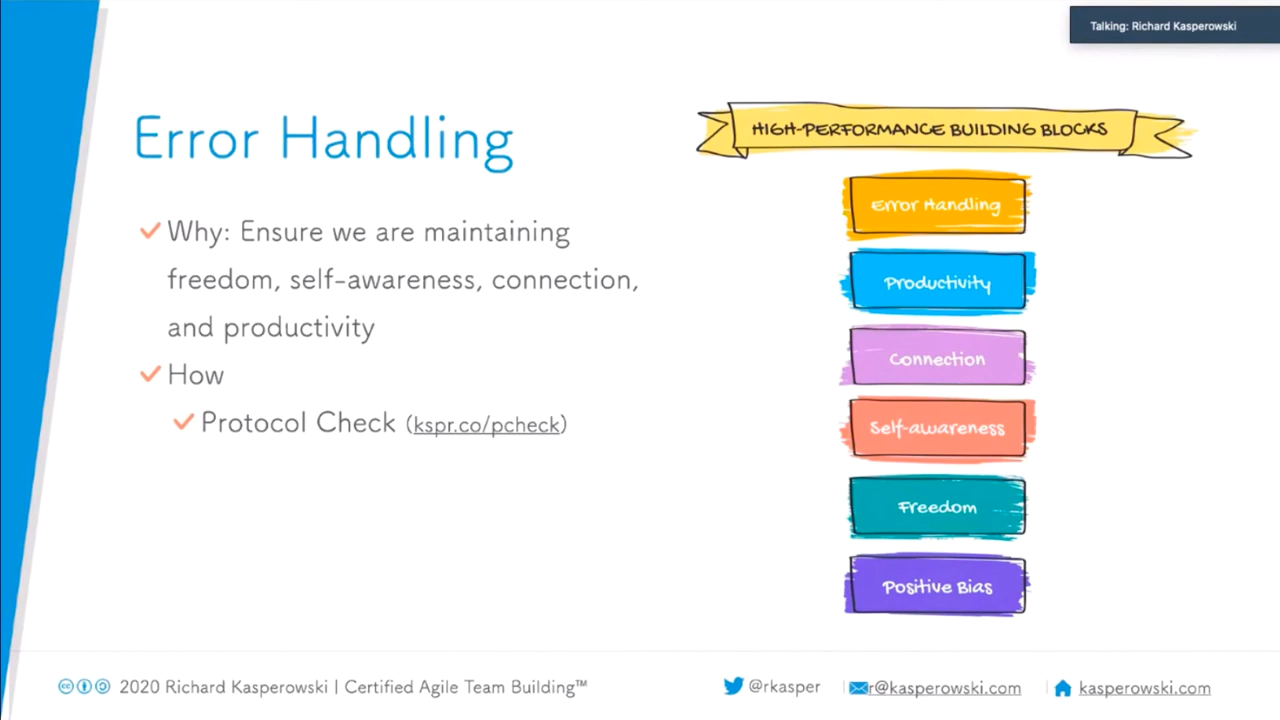 Talking: Richard Kasperowski
Error Handling
Why: Ensure we are maintaining
freedom, self-awareness, connection,
and productivity
How
Protocol Check (kspr.co/pcheck)
HIGH-PERFORMANCE BUILDING BLOCKS
Error Handling
Productivity
Connection
Self-awareness
Freedom
Positive Bias
2020 Richard Kasperowski | Certified Agile Team Building™
@rkasper
r@kasperowski.com
kasperowski.com